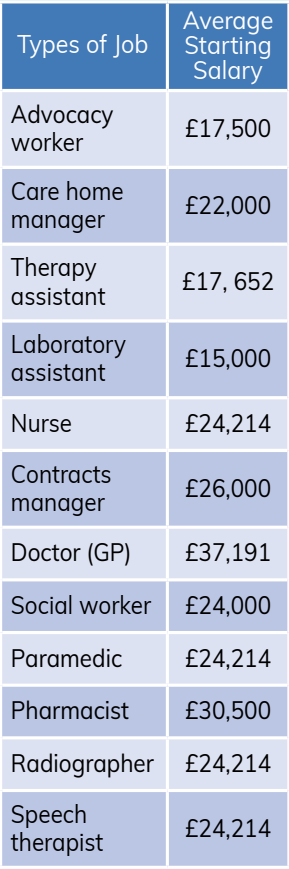 Types of Job
Average
Starting
Salary
Advocacy
worker
£17,500
Care home
manager
£22,000
Therapy
assistant
£17, 652
Laboratory
assistant
£15,000
Nurse
£24,214
Contracts
manager
£26,000
Doctor (GP)
£37,191
Social worker
£24,000
Paramedic
£24,214
Pharmacist
£30,500
Radiographer
£24,214
Speech
therapist
£24,214